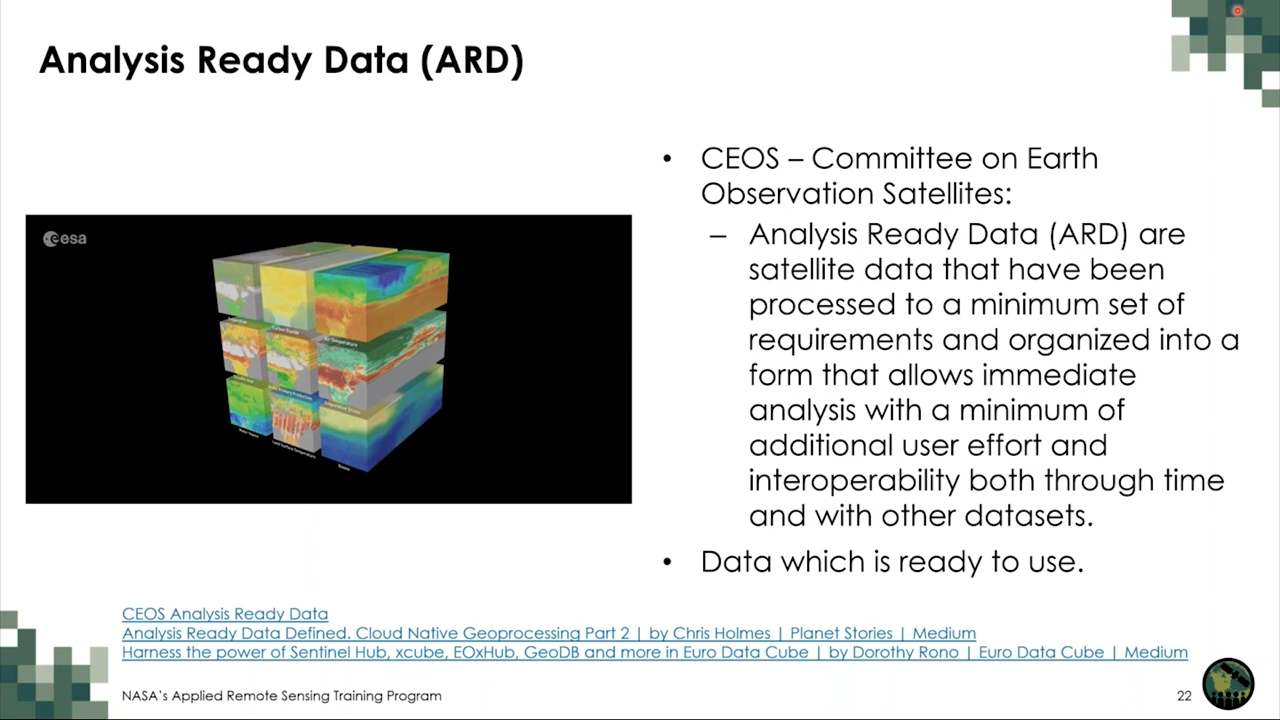 Analysis Ready Data (ARD)
esa
Air Temperature
Land Surface Temperature
• CEOS – Committee on Earth
Observation Satellites:
– Analysis Ready Data (ARD) are
satellite data that have been
processed to a minimum set of
requirements and organized into a
form that allows immediate
analysis with a minimum of
additional user effort and
interoperability both through time
and with other datasets.
• Data which is ready to use.
CEOS Analysis Ready Data
Analysis Ready Data Defined. Cloud Native Geoprocessing Part 2 | by Chris Holmes | Planet Stories | Medium
Harness the power of Sentinel Hub, xcube, EOxHub, GeoDB and more in Euro Data Cube | by Dorothy Rono | Euro Data Cube | Medium
NASA's Applied Remote Sensing Training Program
22